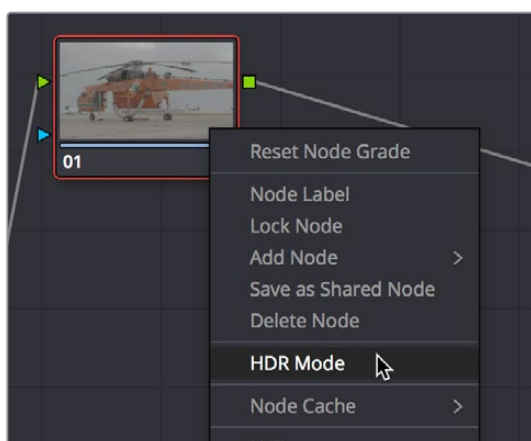 01
Reset Node Grade
Node Label
Lock Node
Add Node >
Save as Shared Node
Delete Node
HDR Mode
Node Cache >